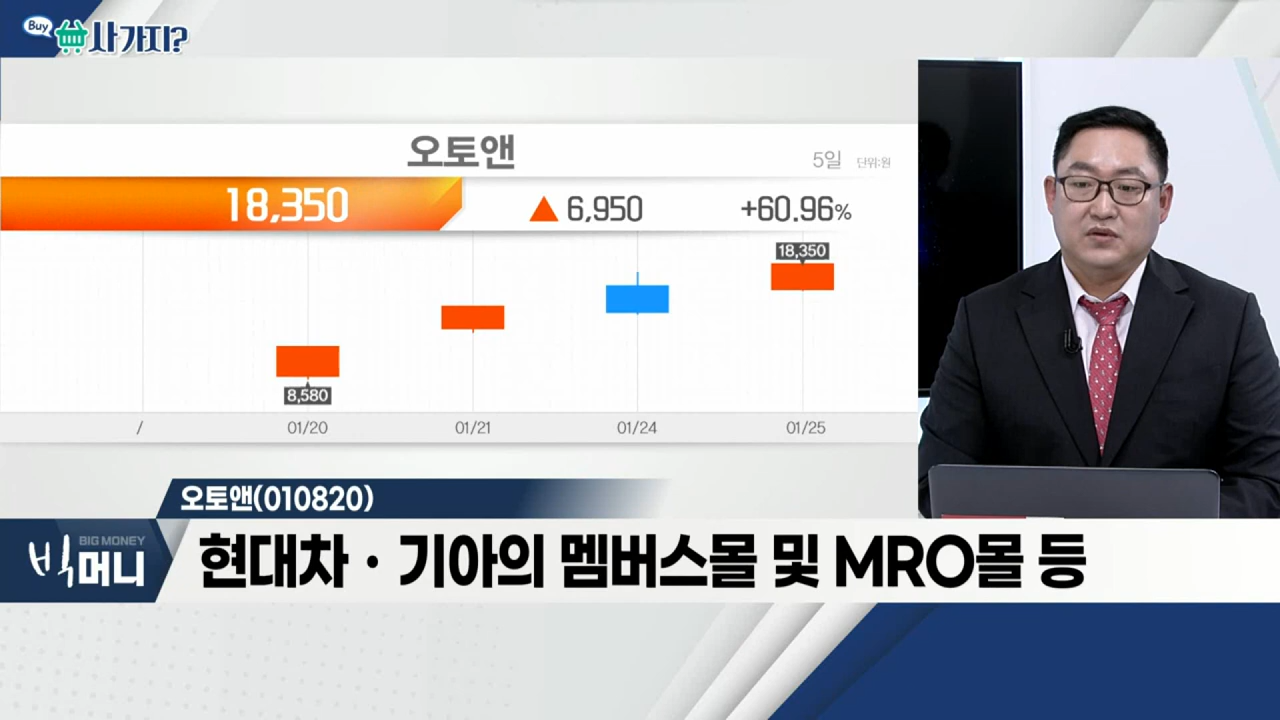 Buy
사가지?
오토앤
5일 단위:원
18,350 ▲ 6,950 +60.96%
18,350
8,580
/ 01/20 01/21 01/24 01/25
오토앤(010820)
BIG MONEY
빅머니
현대차·기아의 멤버스몰 및 MRO몰 등